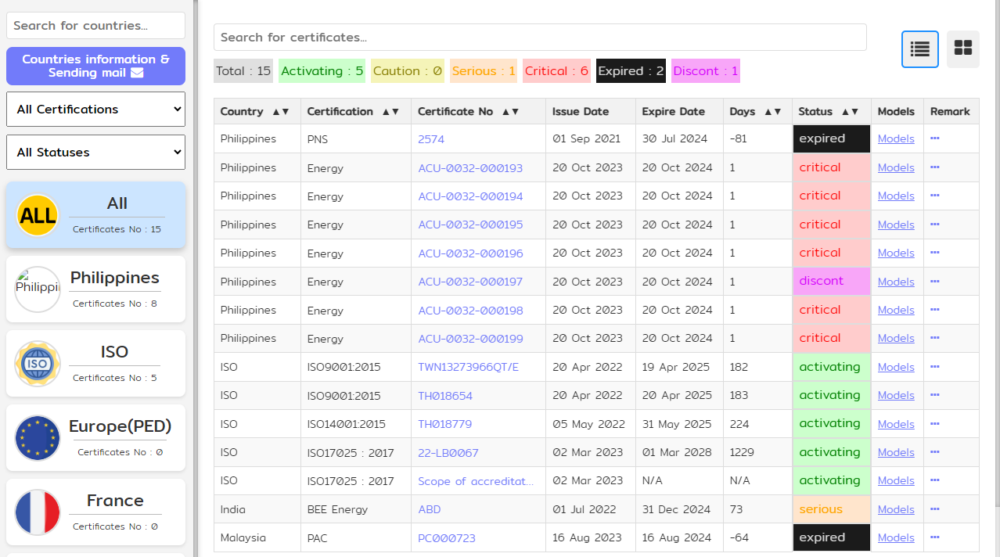 Search for countries...
Countries information &
Sending mail
All Certifications
All Statuses
ALL
All
Certificates No : 15
Philippi
Philippines
Certificates No : 8
ISO
ISO
Certificates No : 5
Europe(PED)
Certificates No : 0
France
Certificates No : 0
Search for certificates...
Total : 15 Activating : 5 Caution : 0 Serious : 1 Critical : 6 Expired : 2 Discont : 1
Country ▲▼ Certification ▲▼ Certificate No ▲▼ Issue Date Expire Date Days ▲▼ Status ▲▼ Models Remark
Philippines PNS 2574 01 Sep 2021 30 Jul 2024 -81 expired Models ...
Philippines Energy ACU-0032-000193 20 Oct 2023 20 Oct 2024 1 critical Models ...
Philippines Energy ACU-0032-000194 20 Oct 2023 20 Oct 2024 1 critical Models ...
Philippines Energy ACU-0032-000195 20 Oct 2023 20 Oct 2024 1 critical Models ...
Philippines Energy ACU-0032-000196 20 Oct 2023 20 Oct 2024 1 critical Models ...
Philippines Energy ACU-0032-000197 20 Oct 2023 20 Oct 2024 1 discont Models ...
Philippines Energy ACU-0032-000198 20 Oct 2023 20 Oct 2024 1 critical Models ...
Philippines Energy ACU-0032-000199 20 Oct 2023 20 Oct 2024 1 critical Models ...
ISO ISO9001:2015 TWN13273966QT/E 20 Apr 2022 19 Apr 2025 182 activating Models ...
ISO ISO9001:2015 TH018654 20 Apr 2022 20 Apr 2025 183 activating Models ...
ISO ISO14001:2015 TH018779 05 May 2022 31 May 2025 224 activating Models ...
ISO ISO17025 : 2017 22-LB0067 02 Mar 2023 01 Mar 2028 1229 activating Models ...
ISO ISO17025 : 2017 Scope of accreditat... 02 Mar 2023 N/A N/A activating Models ...
India BEE Energy ABD 01 Jul 2022 31 Dec 2024 73 serious Models ...
Malaysia PAC PC000723 16 Aug 2023 16 Aug 2024 -64 expired Models ...